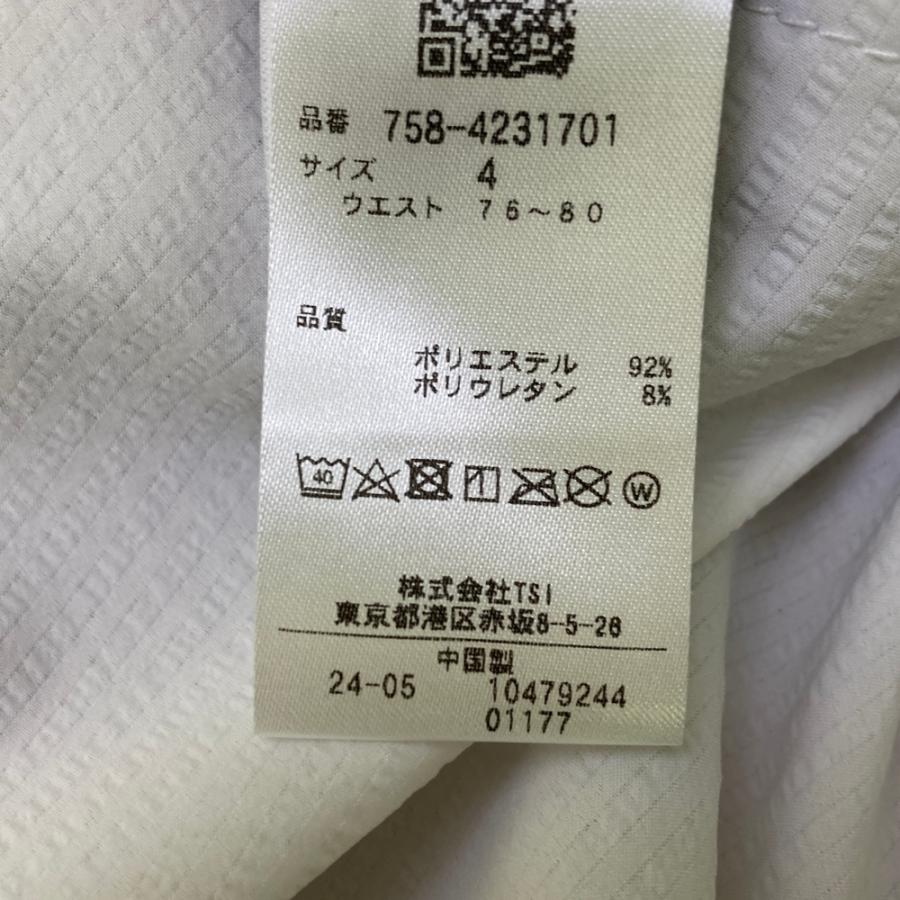 品番 758-4231701
サイズ 4
ウエスト 76～80
品質
ポリエステル 92%
ポリウレタン 8%
40
W
株式会社TSI
東京都港区赤坂8-5-26
中国製
24-05 10479244
01177